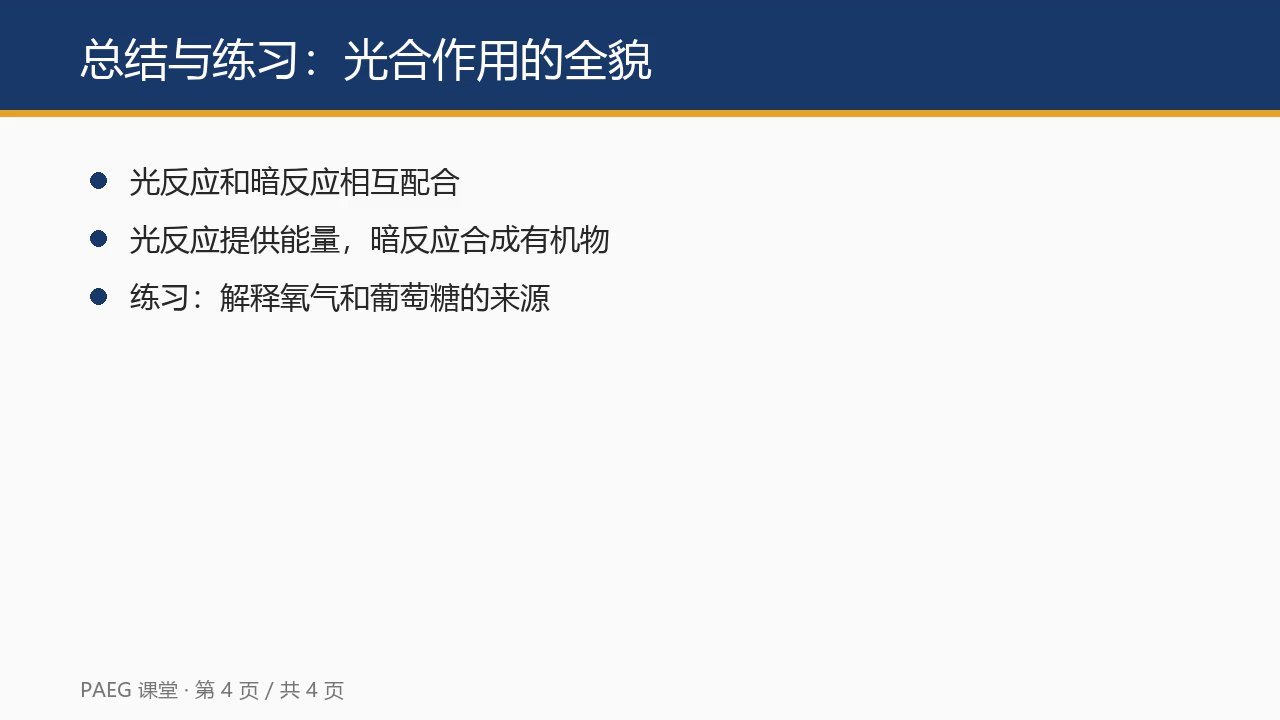 总结与练习：光合作用的全貌
光反应和暗反应相互配合
光反应提供能量，暗反应合成有机物
练习：解释氧气和葡萄糖的来源
PAEG 课堂 · 第 4 页 / 共 4 页